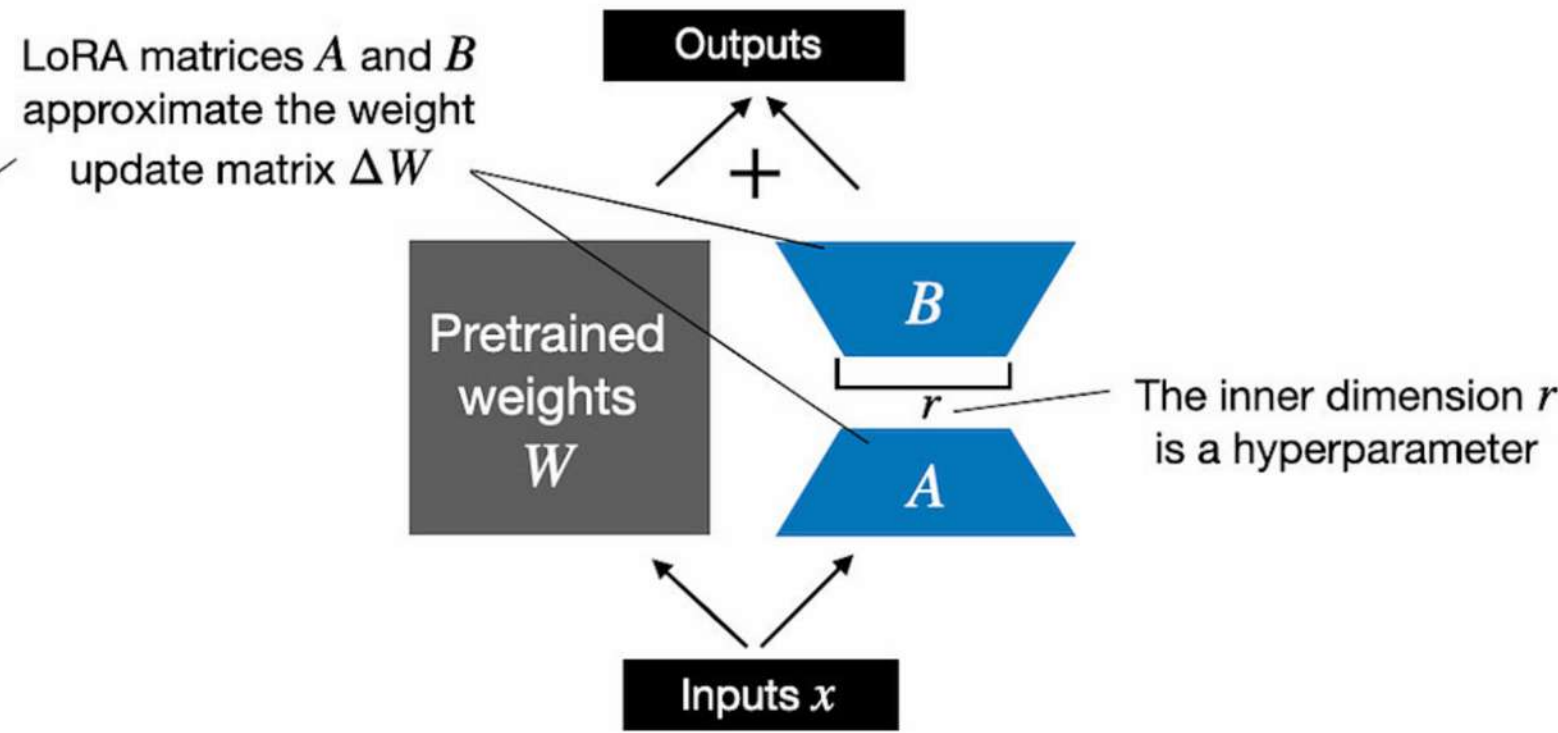 LoRA matrices A and B
approximate the weight
update matrix ΔW
Outputs
+
Pretrained
weights
W
B
r
A
The inner dimension r
is a hyperparameter
Inputs x